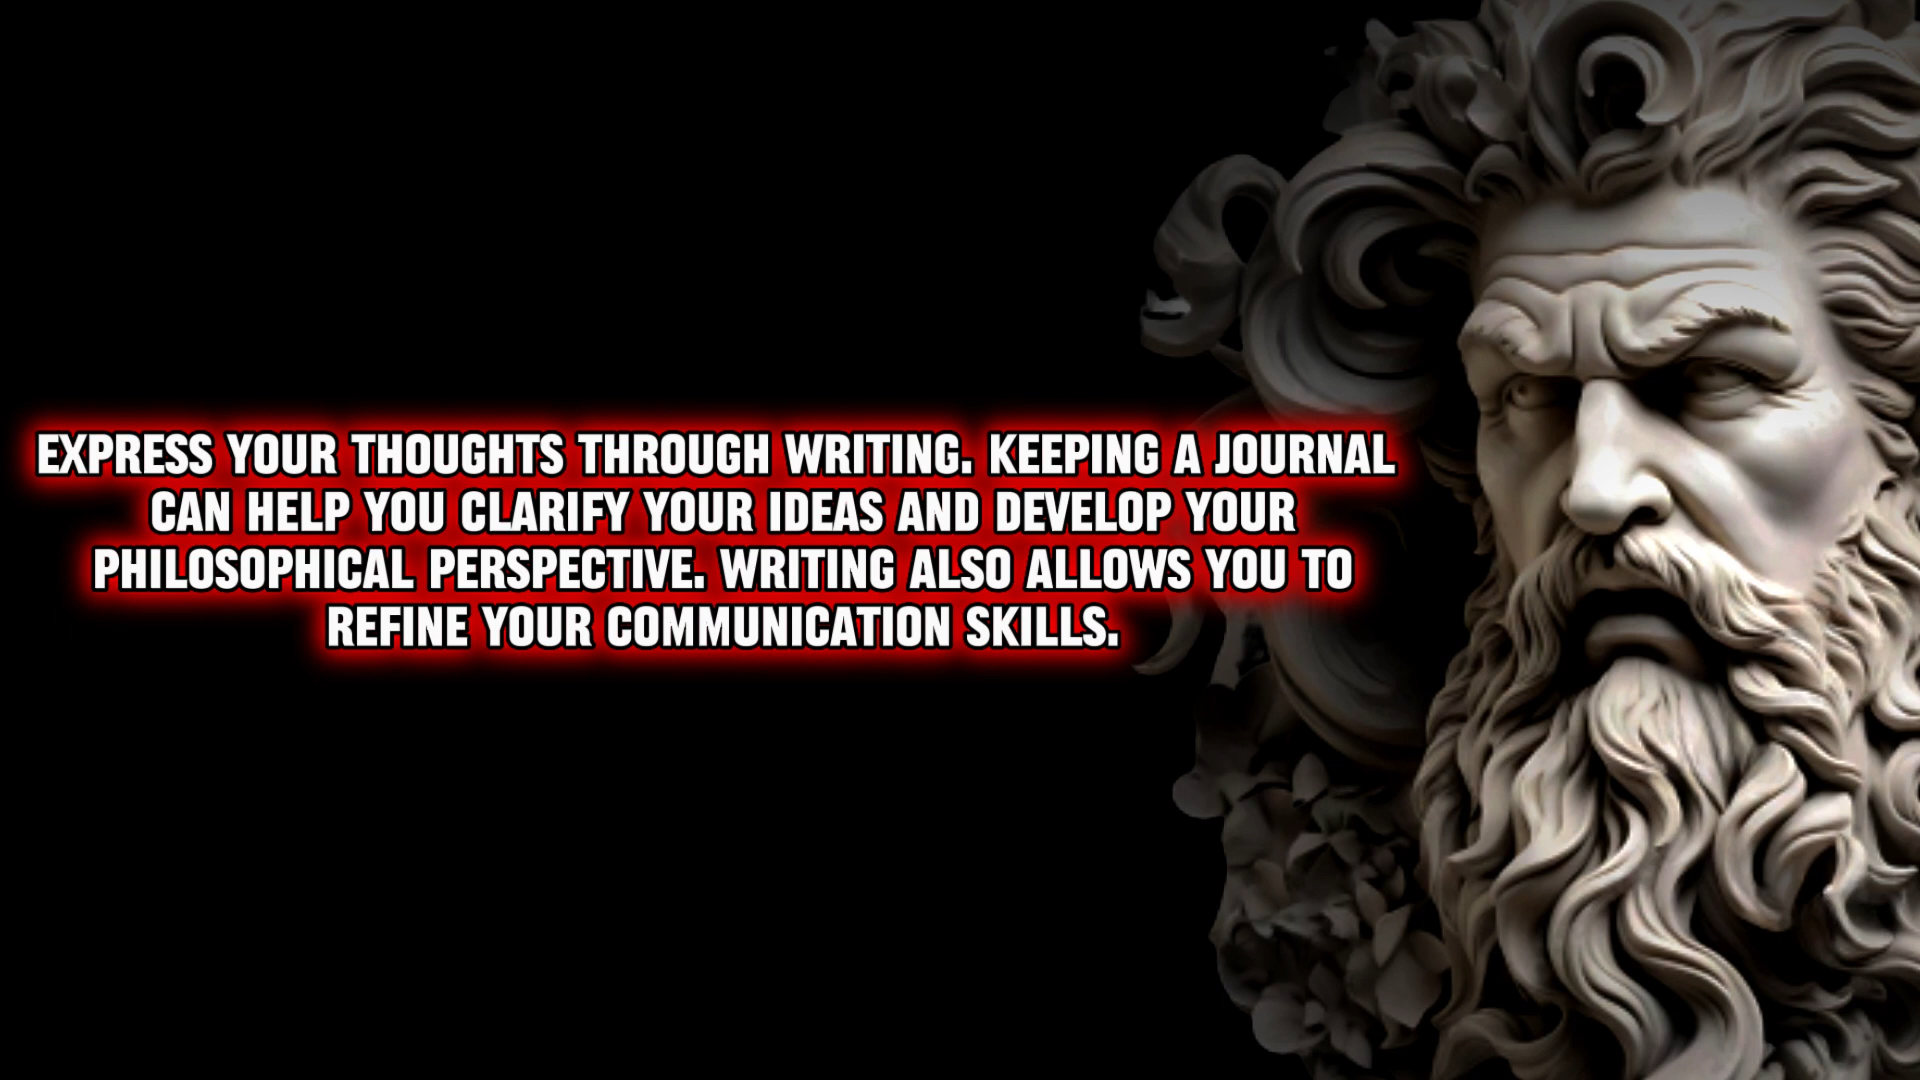 EXPRESS YOUR THOUGHTS THROUGH WRITING. KEEPING A JOURNAL
CAN HELP YOU CLARIFY YOUR IDEAS AND DEVELOP YOUR
PHILOSOPHICAL PERSPECTIVE. WRITING ALSO ALLOWS YOU TO
REFINE YOUR COMMUNICATION SKILLS.